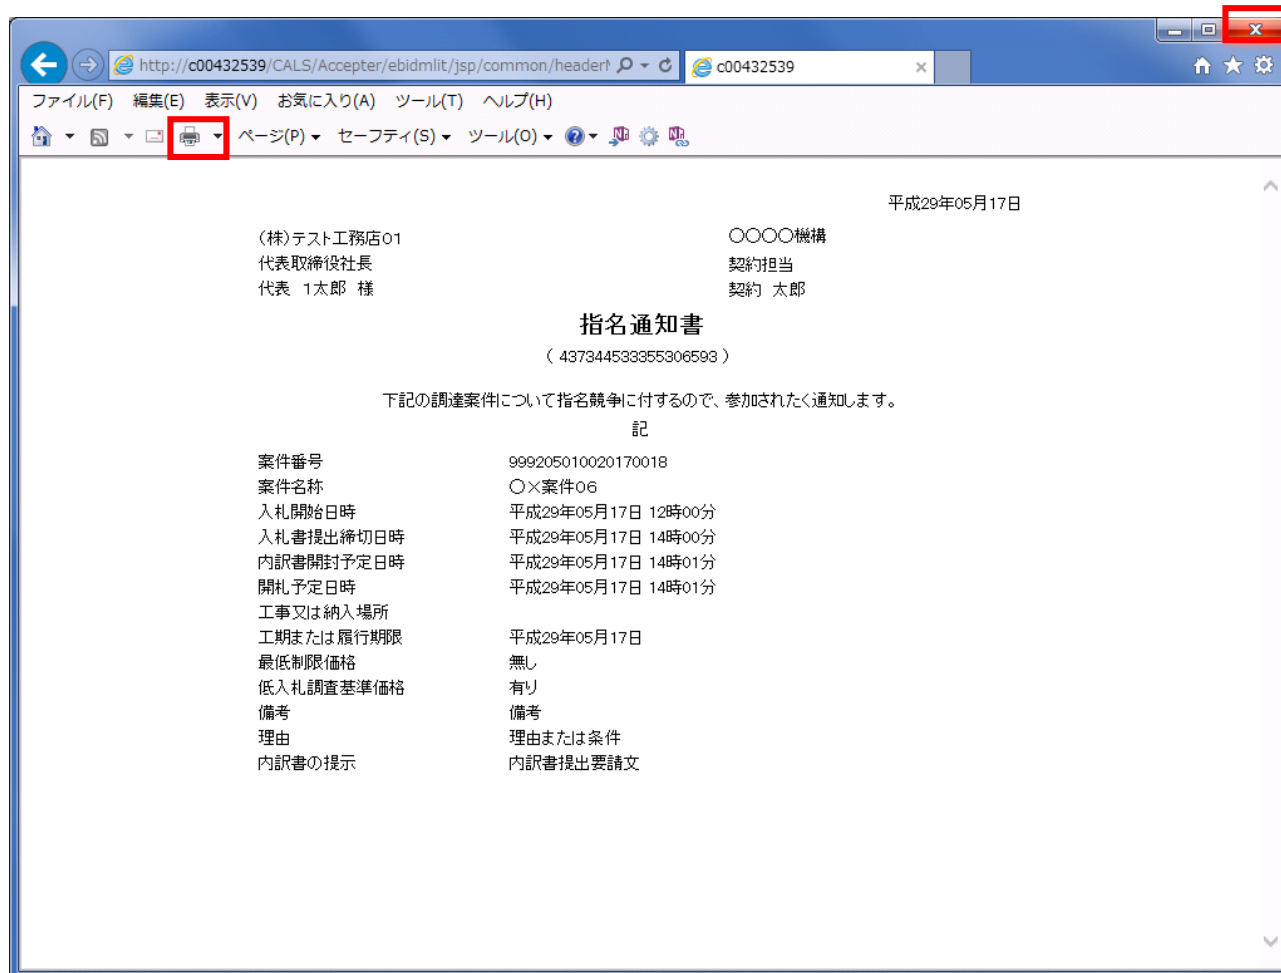 http://c00432539/CALS/Accepter/ebidmlit/jsp/common/header
c00432539
ファイル(F) 編集(E) 表示(V) お気に入り(A) ツール(T) ヘルプ(H)
ページ(P) セーフティ(S) ツール(O)
平成29年05月17日
(株)テスト工務店01
〇〇〇〇機構
代表取締役社長
契約担当
代表 1太郎 様
契約 太郎
指名通知書
( 437344533355306593 )
下記の調達案件について指名競争に付するので、参加されたく通知します。
記
案件番号 999205010020170018
案件名称 〇×案件06
入札開始日時 平成29年05月17日 12時00分
入札書提出締切日時 平成29年05月17日 14時00分
内訳書開封予定日時 平成29年05月17日 14時01分
開札予定日時 平成29年05月17日 14時01分
工事又は納入場所
工期または履行期限 平成29年05月17日
最低制限価格 無し
低入札調査基準価格 有り
備考 備考
理由 理由または条件
内訳書の提示 内訳書提出要請文